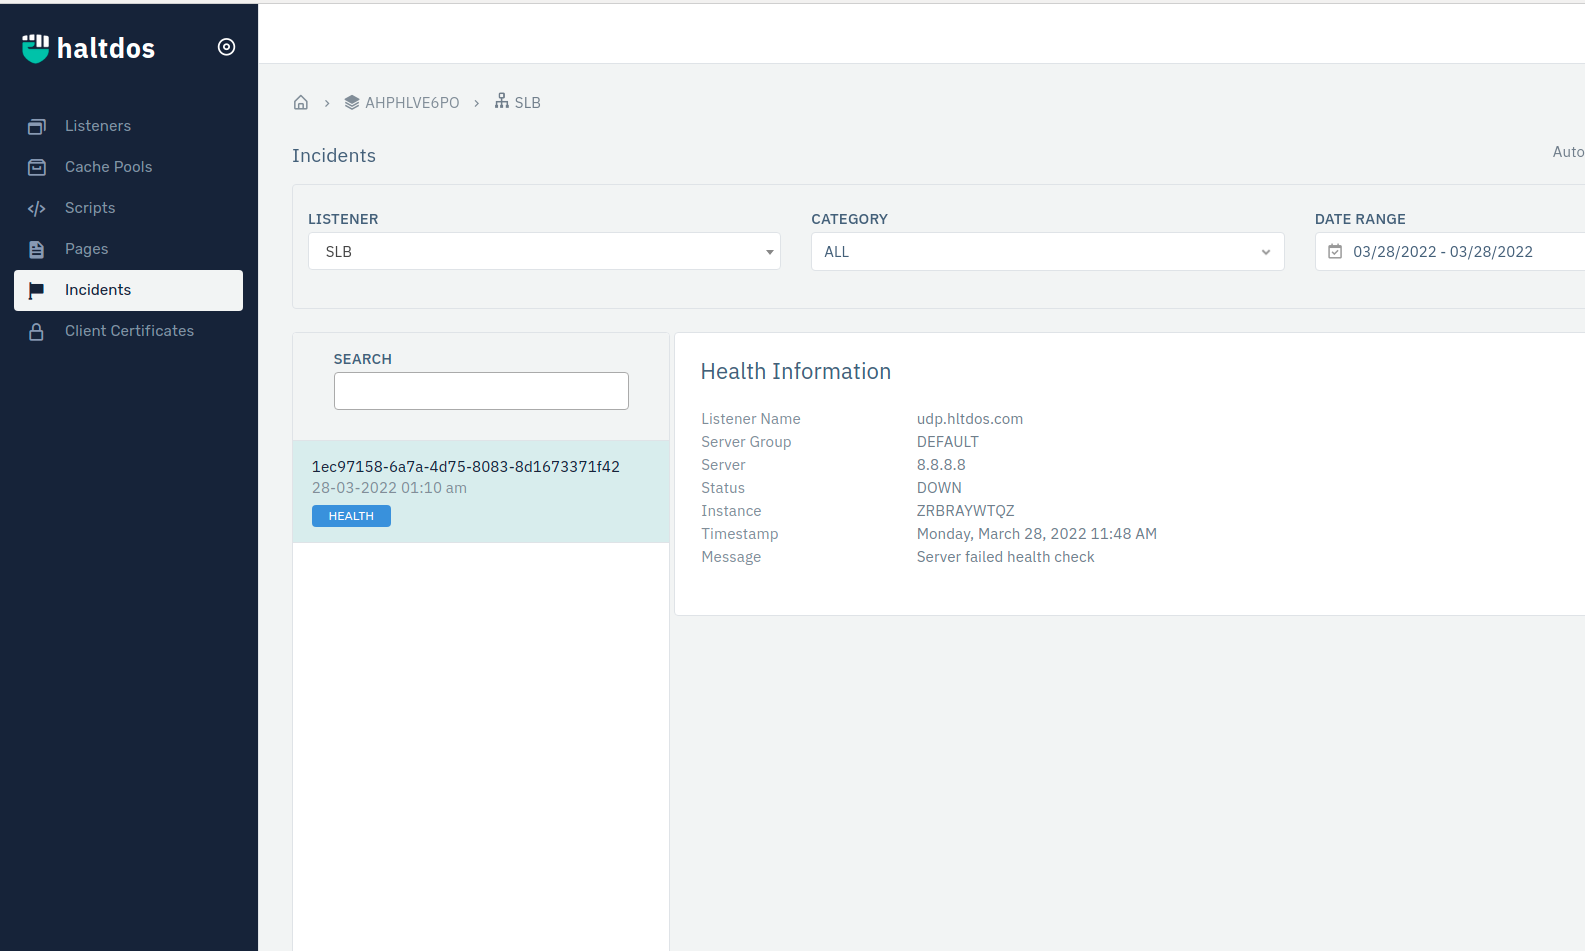 haltdos
Listeners
Cache Pools
Scripts
Pages
Incidents
Client Certificates
AHPHLVE6PO
SLB
Incidents
Auto
LISTENER
CATEGORY
DATE RANGE
SLB
ALL
03/28/2022 - 03/28/2022
SEARCH
1ec97158-6a7a-4d75-8083-8d1673371f42
28-03-2022 01:10 am
HEALTH
Health Information
Listener Name udp.hltdos.com
Server Group DEFAULT
Server 8.8.8.8
Status DOWN
Instance ZRBRAYWTQZ
Timestamp Monday, March 28, 2022 11:48 AM
Message Server failed health check